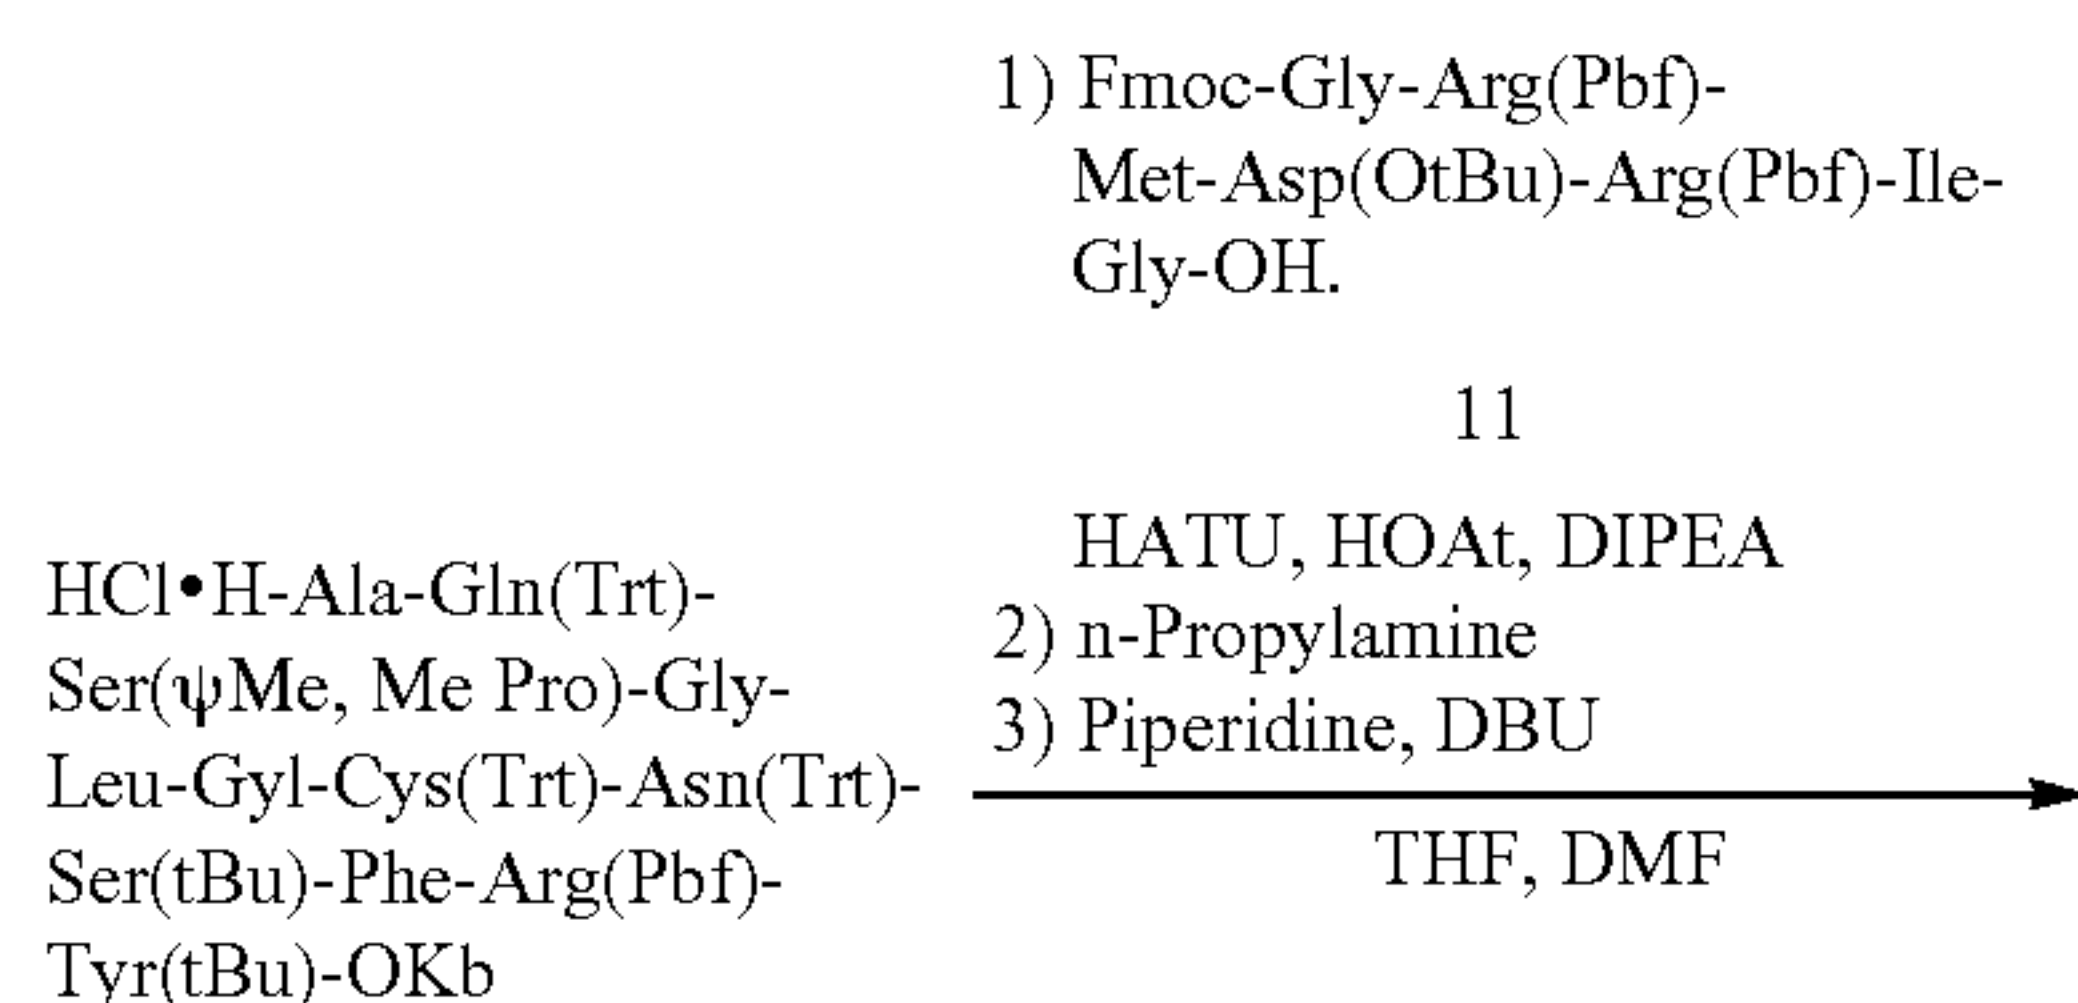 1) Fmoc-Gly-Arg(Pbf)-
Met-Asp(OtBu)-Arg(Pbf)-Ile-
Gly-OH.
11
HATU, HOAt, DIPEA
2) n-Propylamine
3) Piperidine, DBU
THF, DMF
HCl•H-Ala-Gln(Trt)-
Ser(ψMe, Me Pro)-Gly-
Leu-Gyl-Cys(Trt)-Asn(Trt)-
Ser(tBu)-Phe-Arg(Pbf)-
Tyr(tBu)-OKb